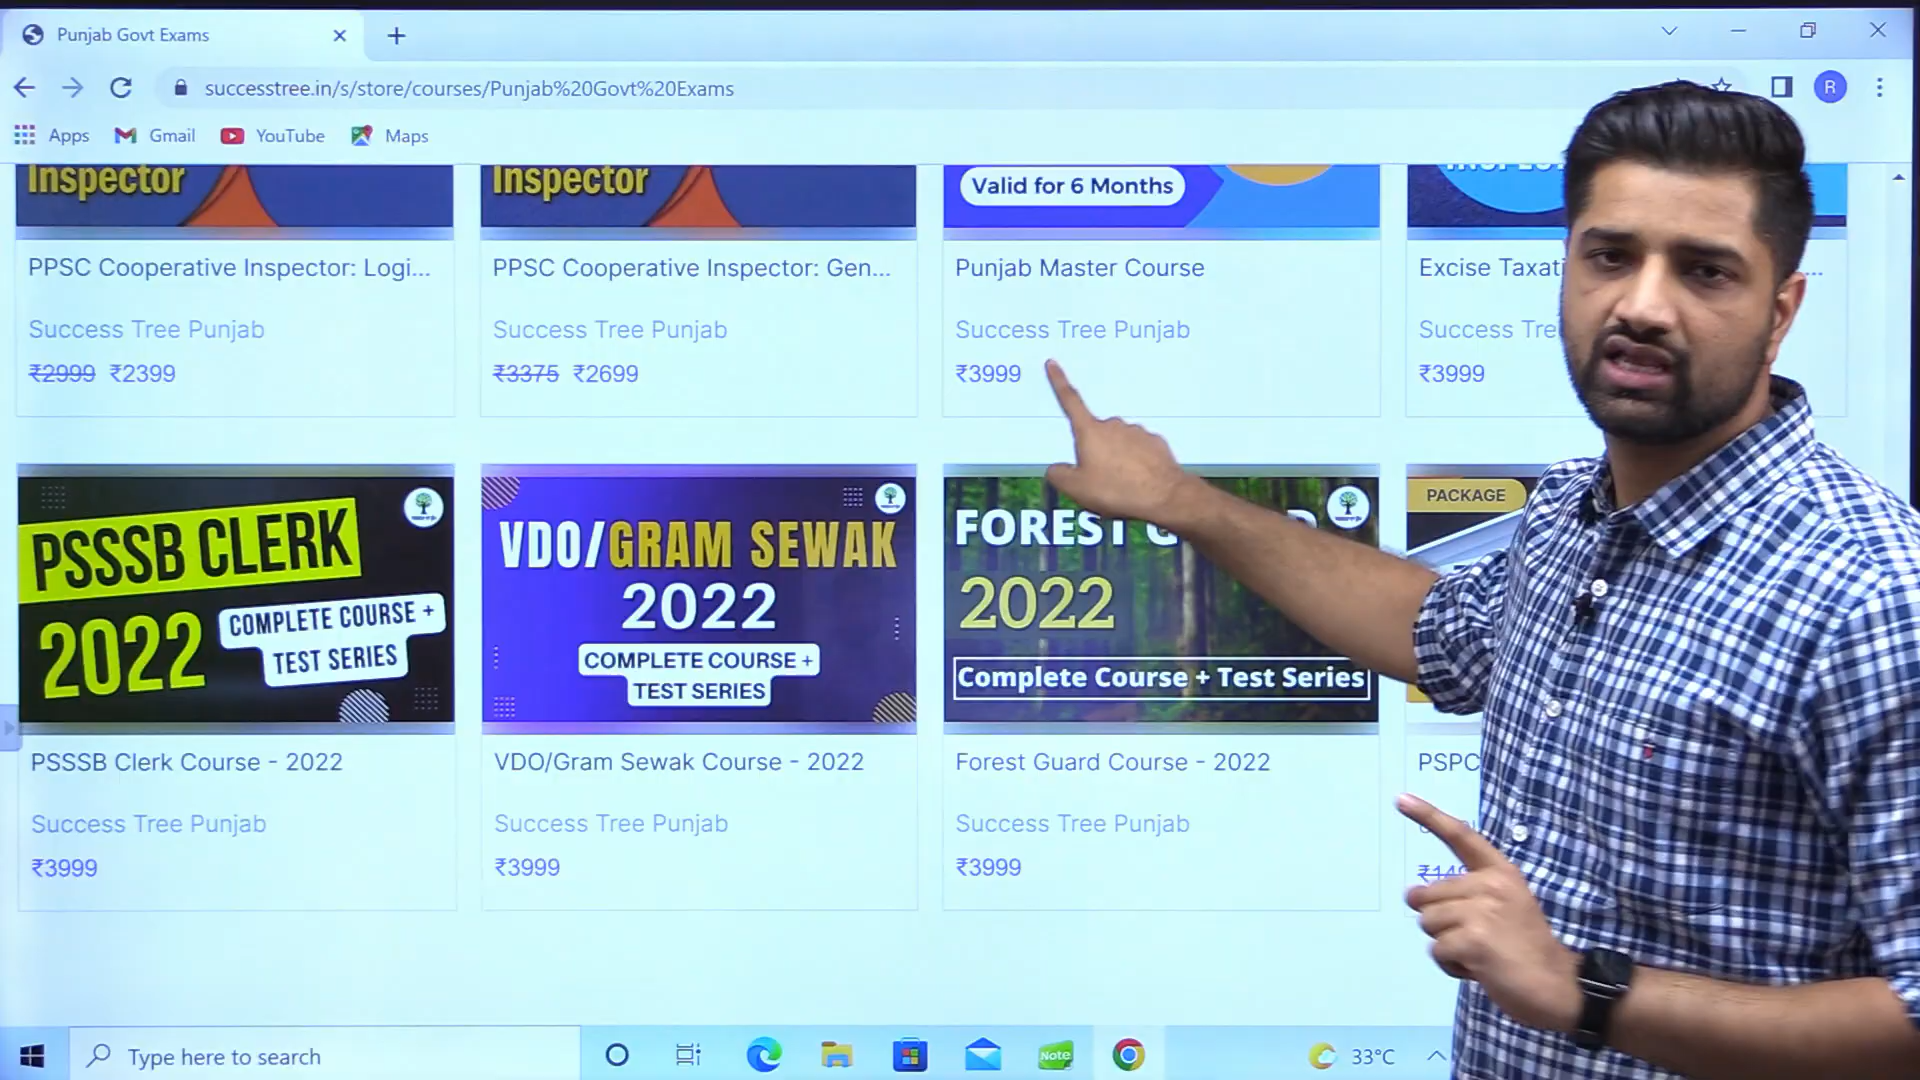 Punjab Govt Exams
successtree.in/s/store/courses/Punjab%20Govt%20Exams
R
Apps Gmail YouTube Maps
Inspector
Inspector
Valid for 6 Months
PPSC Cooperative Inspector: Logi...
Success Tree Punjab
₹2999 ₹2399
PPSC Cooperative Inspector: Gen...
Success Tree Punjab
₹3375 ₹2699
Punjab Master Course
Success Tree Punjab
₹3999
Excise Taxati
Success Tre
₹3999
PSSSB CLERK
2022
COMPLETE COURSE +
TEST SERIES
PSSSB Clerk Course - 2022
Success Tree Punjab
₹3999
VDO/GRAM SEWAK
2022
COMPLETE COURSE +
TEST SERIES
VDO/Gram Sewak Course - 2022
Success Tree Punjab
₹3999
FOREST G
2022
Complete Course + Test Series
Forest Guard Course - 2022
Success Tree Punjab
₹3999
PACKAGE
PSPC
Type here to search
Note
33°C